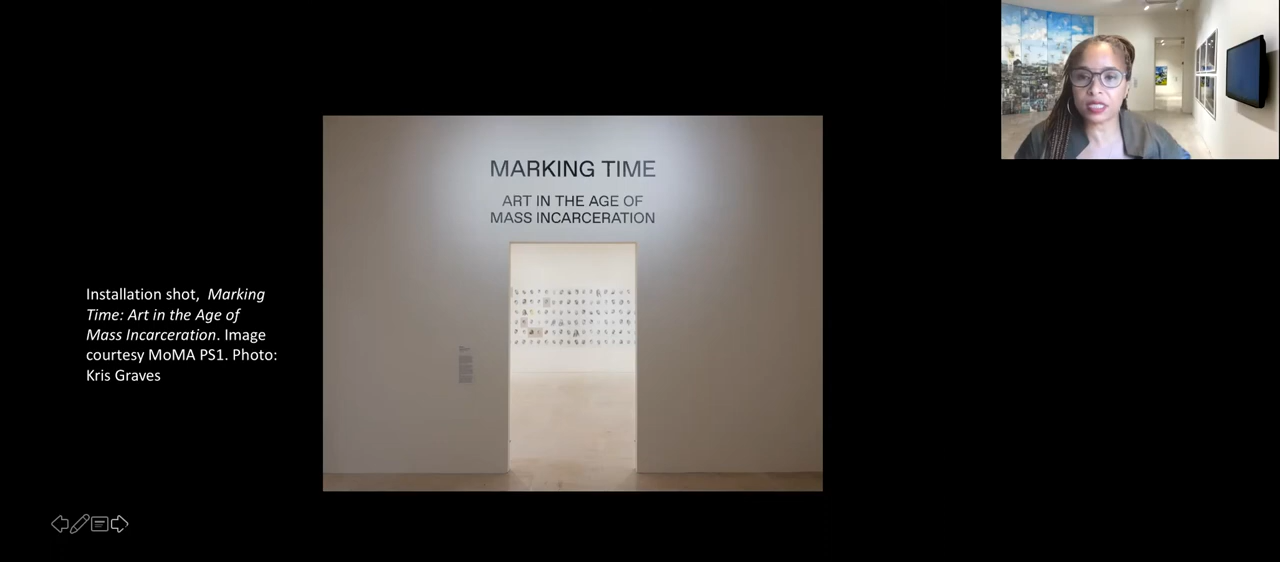 MARKING TIME
ART IN THE AGE OF
MASS INCARCERATION
Installation shot, Marking
Time: Art in the Age of
Mass Incarceration. Image
courtesy MoMA PS1. Photo:
Kris Graves